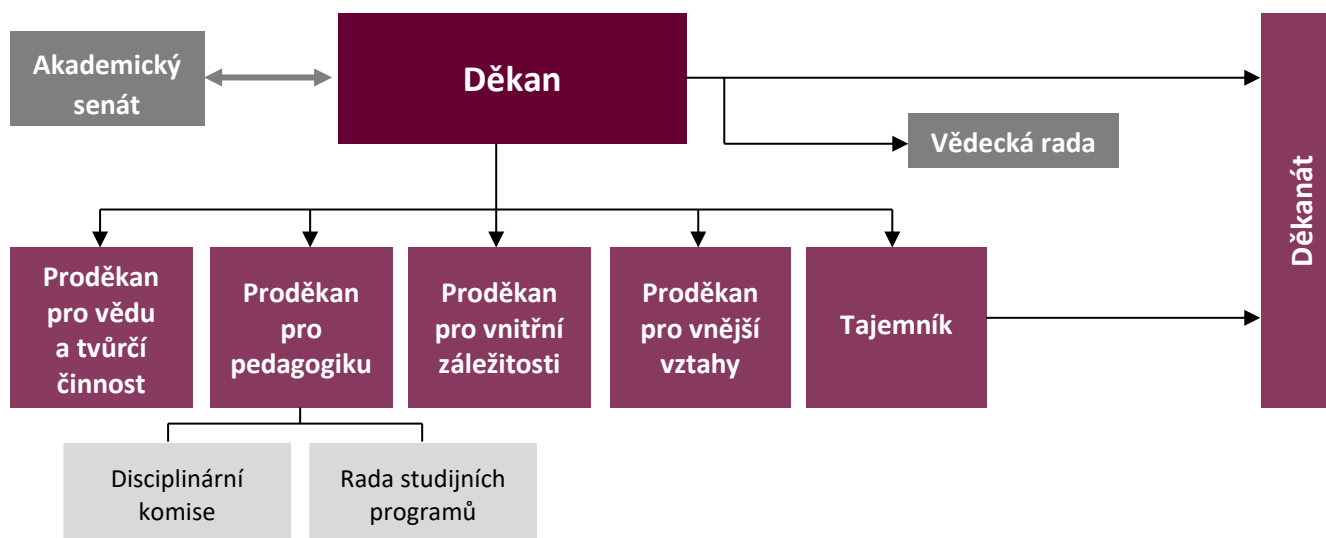 Akademický
senát
Děkan
Vědecká rada
Děkanát
Proděkan
pro vědu
a tvůrčí
činnost
Proděkan
pro
pedagogiku
Proděkan
pro vnitřní
záležitosti
Proděkan
pro vnější
vztahy
Tajemník
Disciplinární
komise
Rada studijních
programů